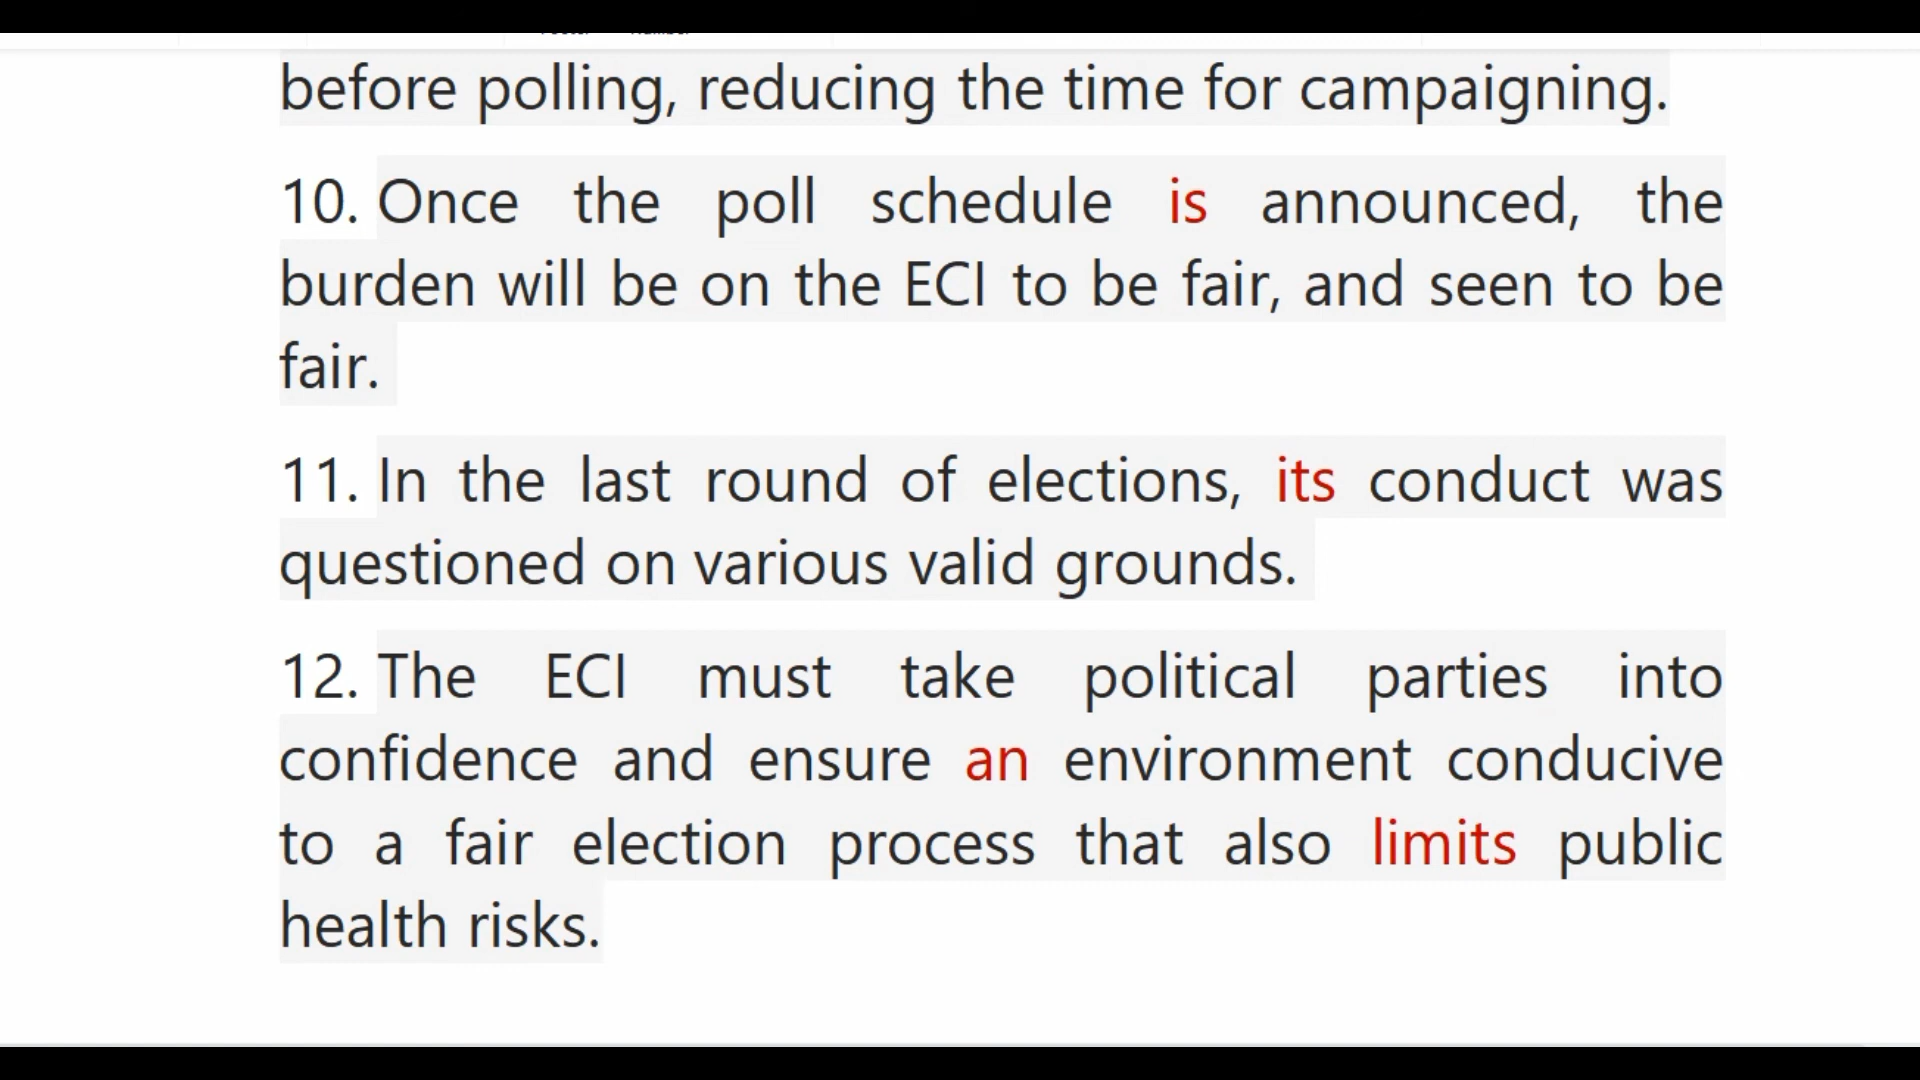 before polling, reducing the time for campaigning.
10. Once the poll schedule is announced, the
burden will be on the ECI to be fair, and seen to be
fair.
11. In the last round of elections, its conduct was
questioned on various valid grounds.
12. The ECI must take political parties into
confidence and ensure an environment conducive
to a fair election process that also limits public
health risks.